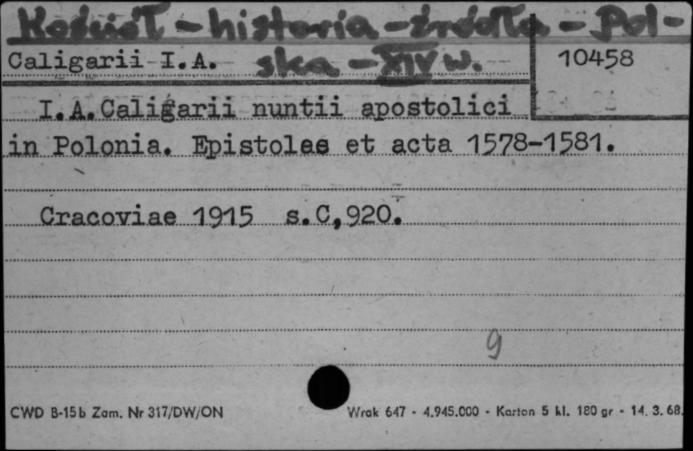 Kościół - historia - źródła - Pol-
ska - XIV w.
Caligarii I.A.
10458
I.A.Caligarii nuntii apostolici
in Polonia. Epistolae et acta 1578-1581.
Cracoviae 1915 s.C,920.
9
CWD B-15b Zam. Nr 317/DW/ON
Wrak 647 - 4.945.000 - Karton 5 kl. 180 gr - 14. 3. 68.